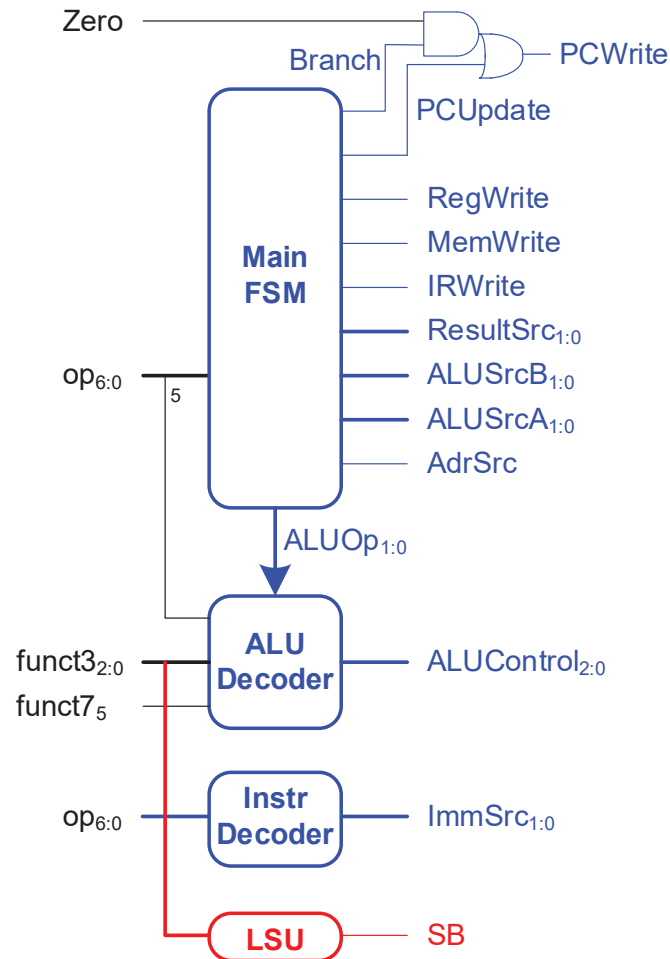 Zero
Branch
PCWrite
PCUpdate
RegWrite
MemWrite
Main
FSM
IRWrite
ResultSrc1:0
op6:0
5
ALUSrcB1:0
ALUSrcA1:0
AdrSrc
ALUOp1:0
funct32:0
ALU
Decoder
ALUControl2:0
funct75
op6:0
Instr
Decoder
ImmSrc1:0
LSU
SB